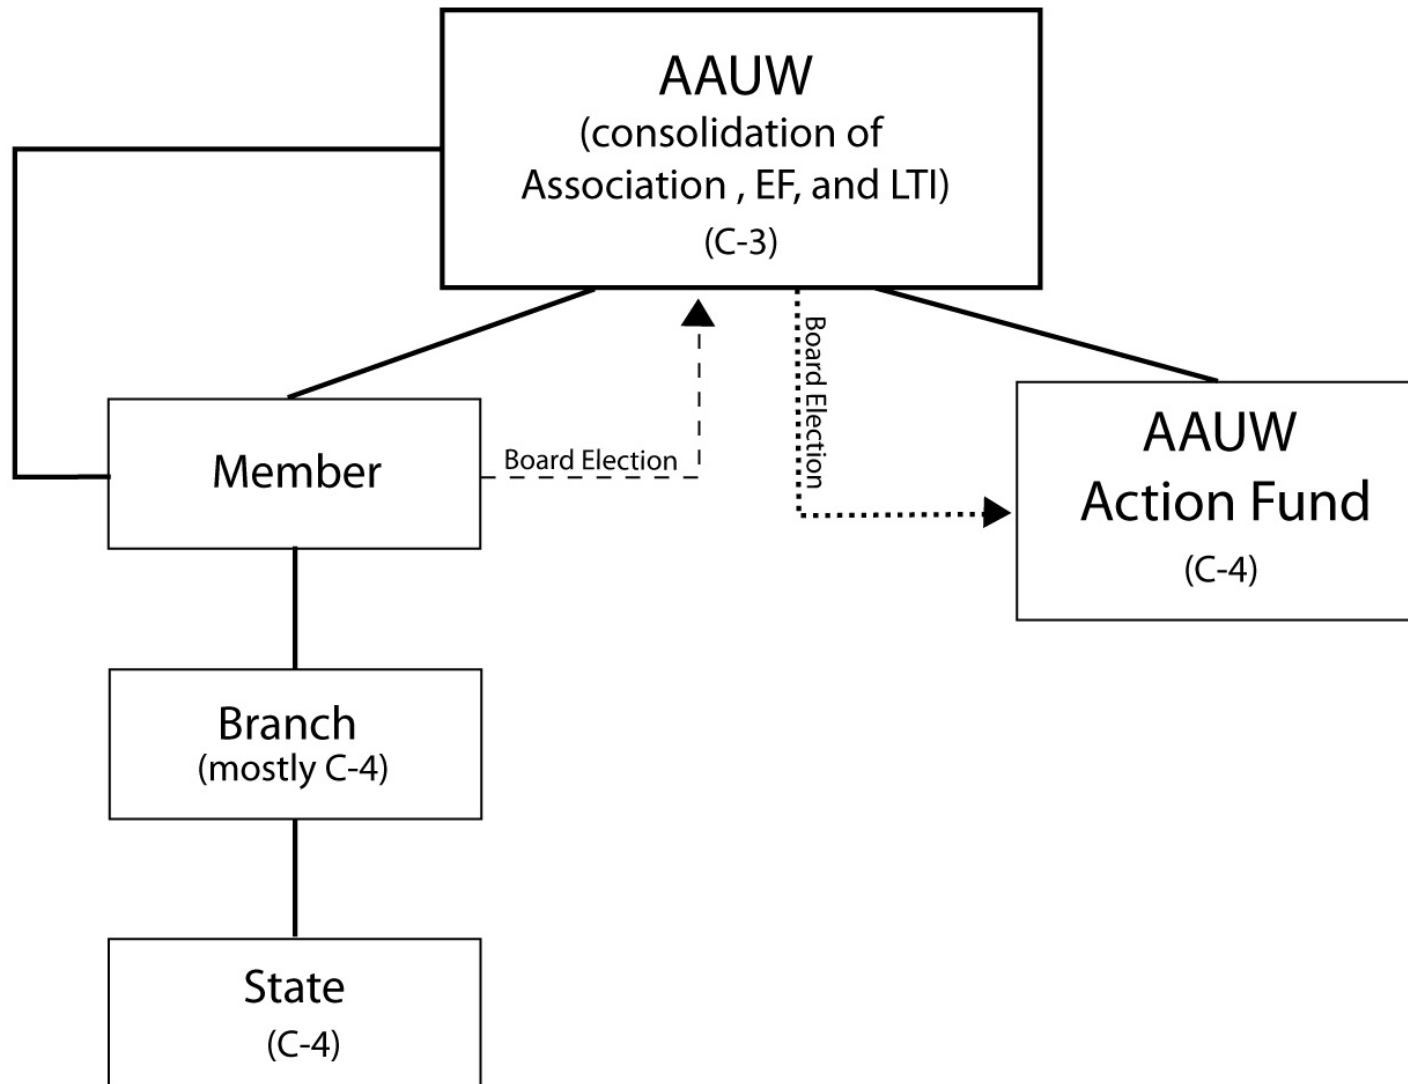 AAUW
(consolidation of
Association , EF, and LTI)
(C-3)
Board Election
Member
Board Election
AAUW
Action Fund
(C-4)
Branch
(mostly C-4)
State
(C-4)